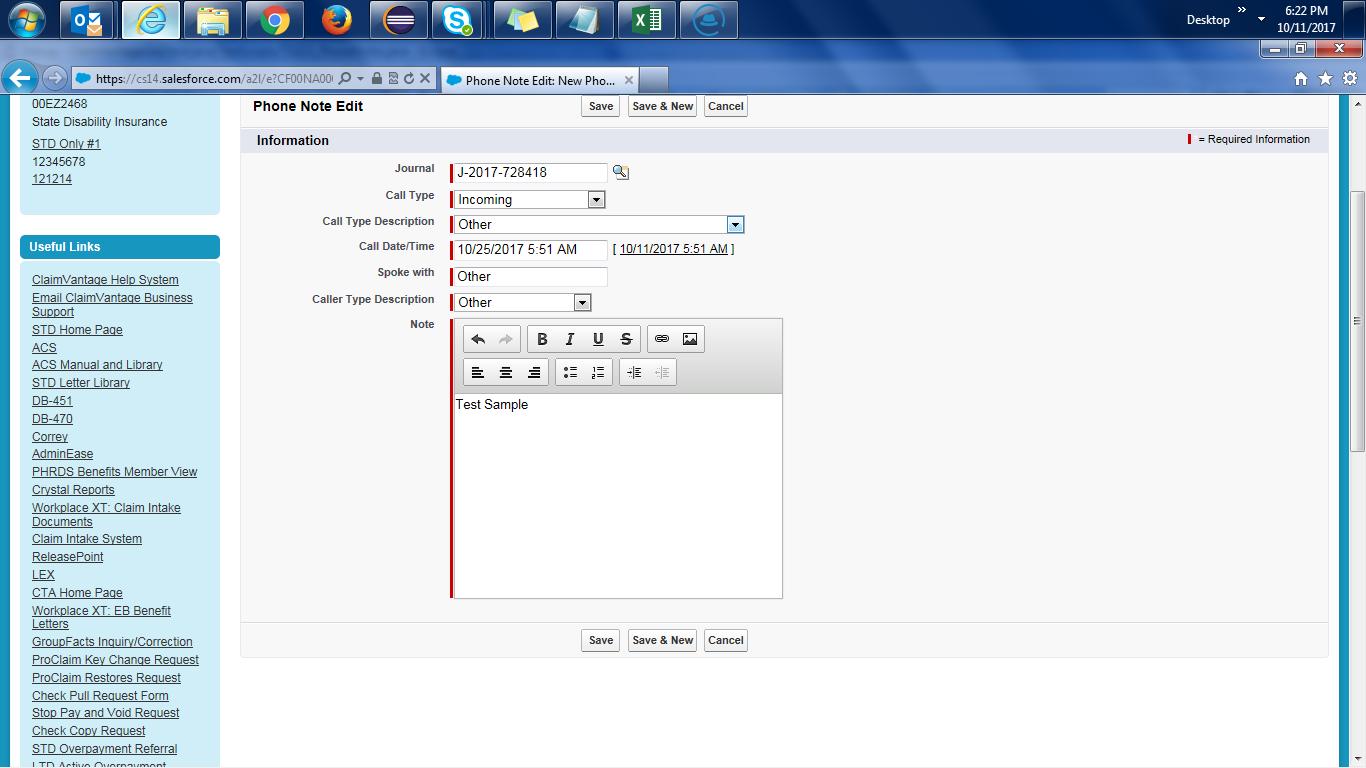 Desktop
6:22 PM
10/11/2017
https://cs14.salesforce.com/a2I/e?CF00NA00
Phone Note Edit: New Pho...
00EZ2468
State Disability Insurance
STD Only #1
12345678
121214
Useful Links
ClaimVantage Help System
Email ClaimVantage Business
Support
STD Home Page
ACS
ACS Manual and Library
STD Letter Library
DB-451
DB-470
Correy
AdminEase
PHRDS Benefits Member View
Crystal Reports
Workplace XT: Claim Intake
Documents
Claim Intake System
ReleasePoint
LEX
CTA Home Page
Workplace XT: EB Benefit
Letters
GroupFacts Inquiry/Correction
ProClaim Key Change Request
ProClaim Restores Request
Check Pull Request Form
Stop Pay and Void Request
Check Copy Request
STD Overpayment Referral
LTD Active Overpayment
Phone Note Edit
Save
Save & New
Cancel
Information
= Required Information
Journal
J-2017-728418
Call Type
Incoming
Call Type Description
Other
Call Date/Time
10/25/2017 5:51 AM
[ 10/11/2017 5:51 AM ]
Spoke with
Other
Caller Type Description
Other
Note
B I U S
Test Sample
Save
Save & New
Cancel